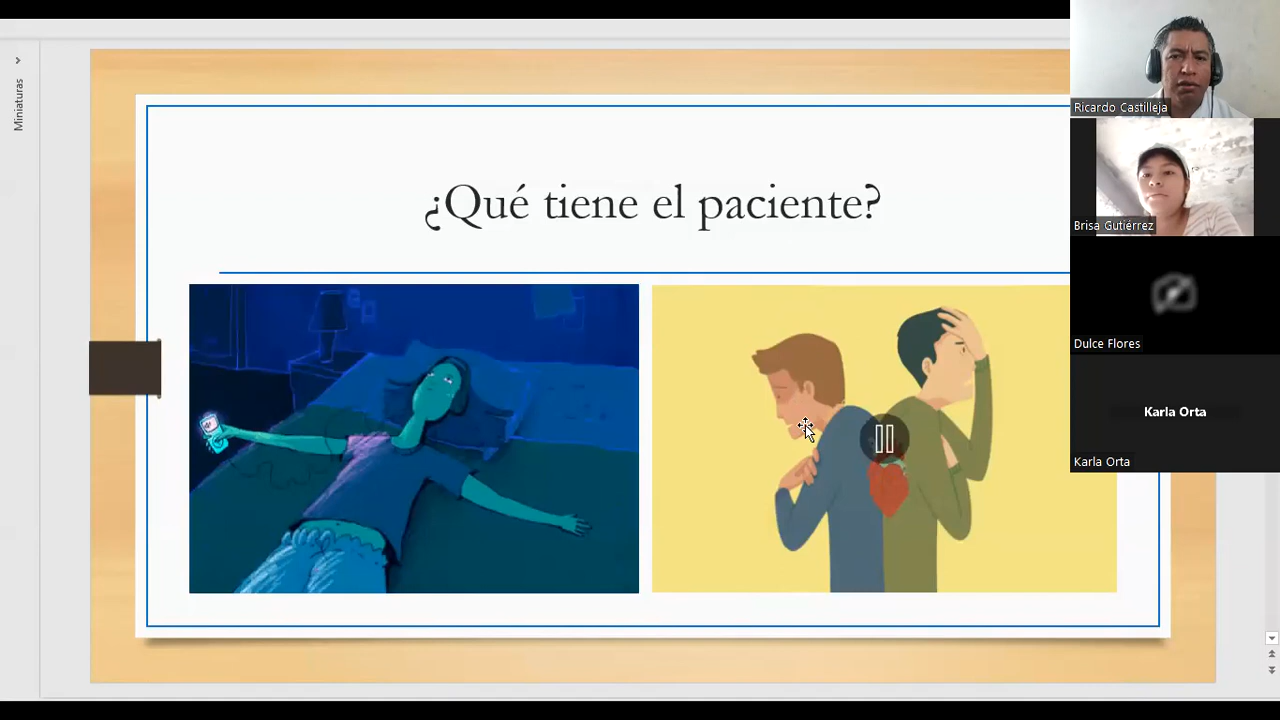 Miniaturas
¿Qué tiene el paciente?
Ricardo Castilleja
Brisa Gutiérrez
Dulce Flores
Karla Orta
Karla Orta